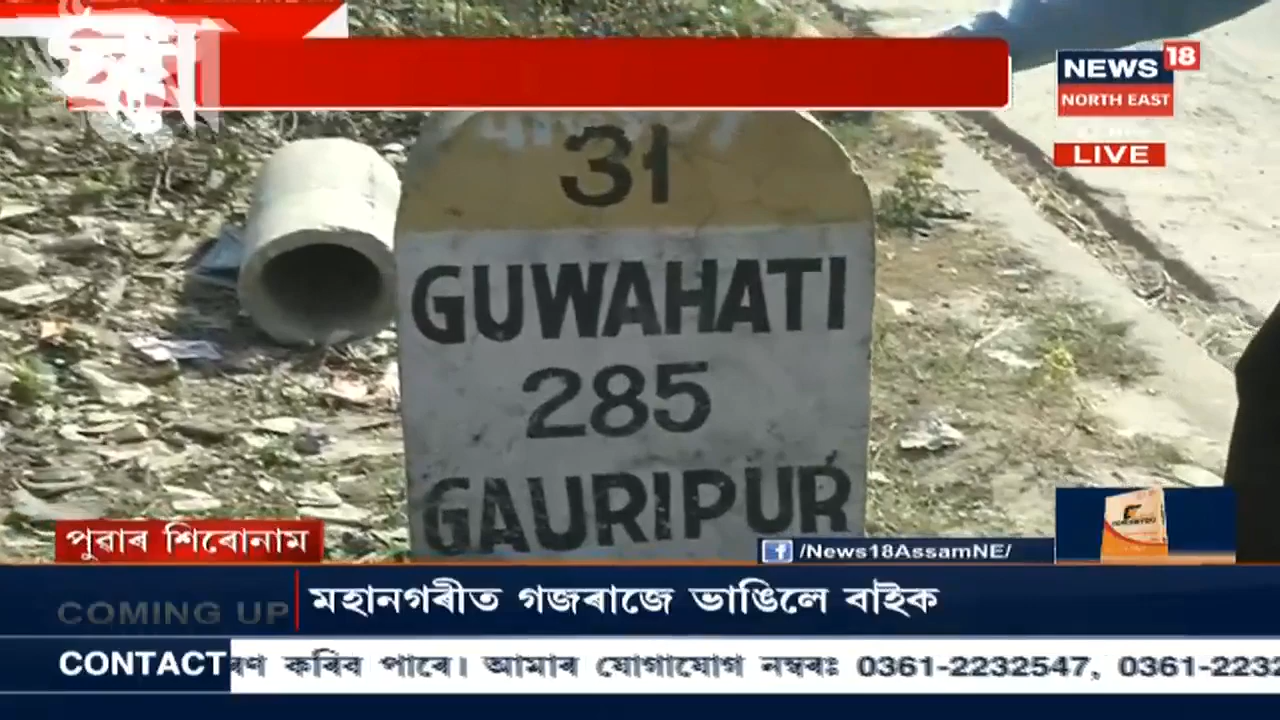 NEWS 18
NORTH EAST
LIVE
31
GUWAHATI
285
GAURIPUR
পুৱাৰ শিৰোনাম
/News18AssamNE/
COMING UP
মহানগৰীত গজৰাজে ভাঙিলে বাইক
CONTACT
ৰণ কৰিব পাৰে। আমাৰ যোগাযোগ নম্বৰঃ 0361-2232547, 0361-2232